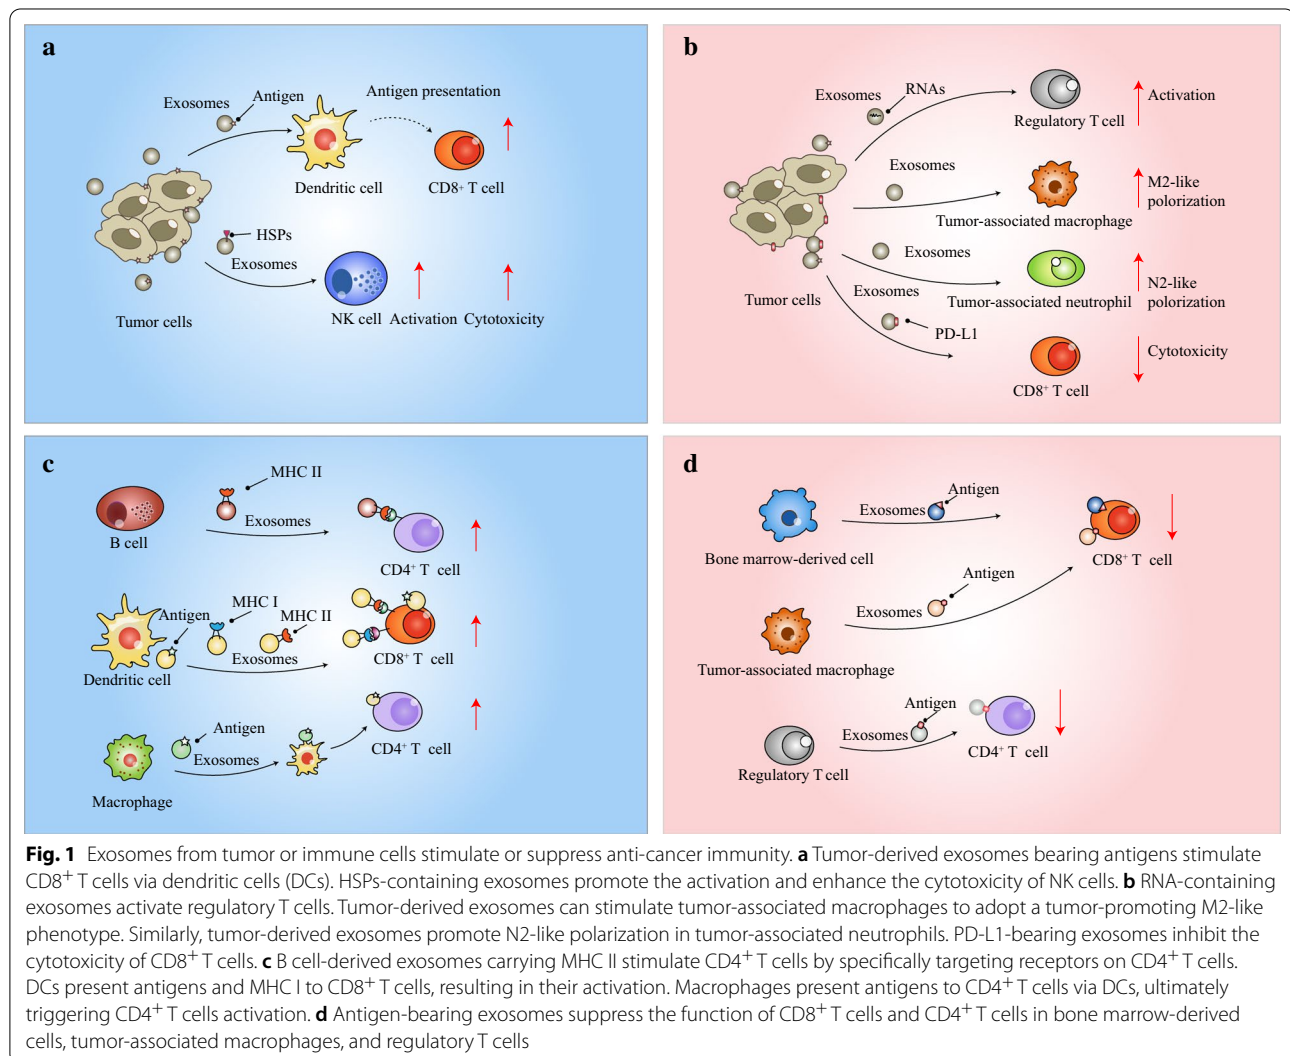 a
Exosomes
Antigen
Antigen presentation
Dendritic cell
CD8+ T cell
HSPs
Exosomes
Tumor cells
NK cell
Activation
Cytotoxicity
b
Exosomes
RNAs
Regulatory T cell
Activation
Exosomes
Tumor-associated macrophage
M2-like
polorization
Exosomes
Tumor-associated neutrophil
N2-like
polorization
Tumor cells
Exosomes
PD-L1
CD8+ T cell
Cytotoxicity
c
MHC II
Exosomes
B cell
CD4+ T cell
Antigen
MHC I
MHC II
Exosomes
Dendritic cell
CD8+ T cell
Antigen
Exosomes
Macrophage
CD4+ T cell
d
Antigen
Exosomes
Bone marrow-derived cell
CD8+ T cell
Antigen
Exosomes
Tumor-associated macrophage
Antigen
Exosomes
Regulatory T cell
CD4+ T cell
Fig. 1 Exosomes from tumor or immune cells stimulate or suppress anti-cancer immunity. a Tumor-derived exosomes bearing antigens stimulate
CD8+ T cells via dendritic cells (DCs). HSPs-containing exosomes promote the activation and enhance the cytotoxicity of NK cells. b RNA-containing
exosomes activate regulatory T cells. Tumor-derived exosomes can stimulate tumor-associated macrophages to adopt a tumor-promoting M2-like
phenotype. Similarly, tumor-derived exosomes promote N2-like polarization in tumor-associated neutrophils. PD-L1-bearing exosomes inhibit the
cytotoxicity of CD8+ T cells. c B cell-derived exosomes carrying MHC II stimulate CD4+ T cells by specifically targeting receptors on CD4+ T cells.
DCs present antigens and MHC I to CD8+ T cells, resulting in their activation. Macrophages present antigens to CD4+ T cells via DCs, ultimately
triggering CD4+ T cells activation. d Antigen-bearing exosomes suppress the function of CD8+ T cells and CD4+ T cells in bone marrow-derived
cells, tumor-associated macrophages, and regulatory T cells